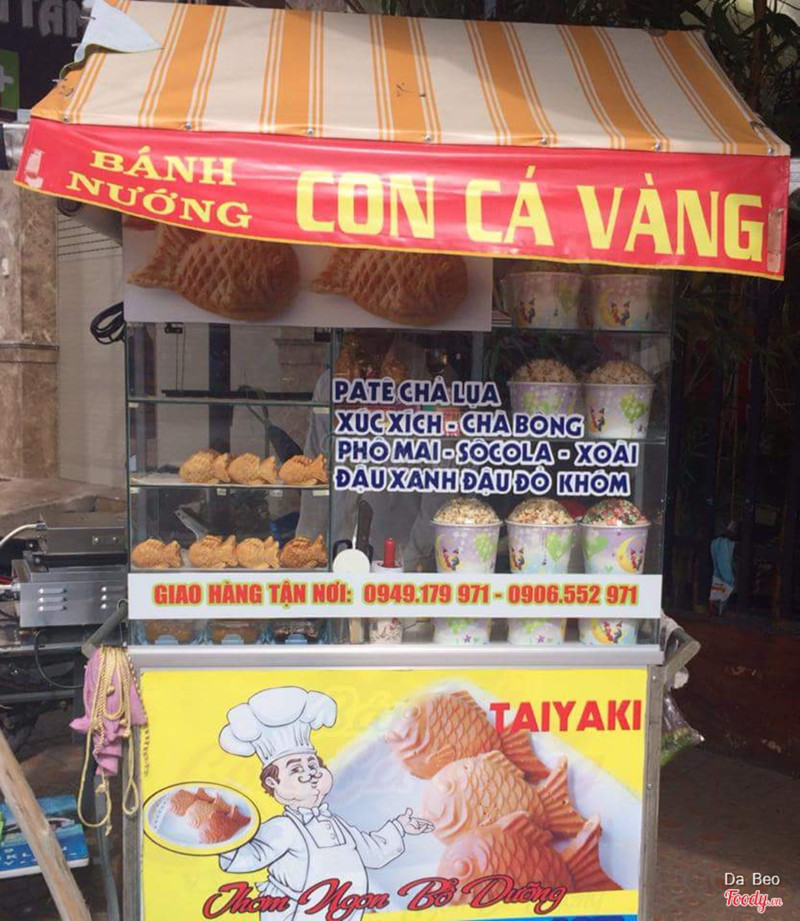 BÁNH
NƯỚNG
CON CÁ VÀNG
PATÊ CHẢ LỤA
XÚC XÍCH - CHÀ BÔNG
PHÔ MAI - SÔCOLA - XOÀI
ĐẬU XANH ĐẬU ĐỎ KHÓM
GIAO HÀNG TẬN NƠI: 0949.179 971 - 0906.552 971
TAIYAKI
Thơm Ngon Bổ Dưỡng
Da Beo
Foody.vn